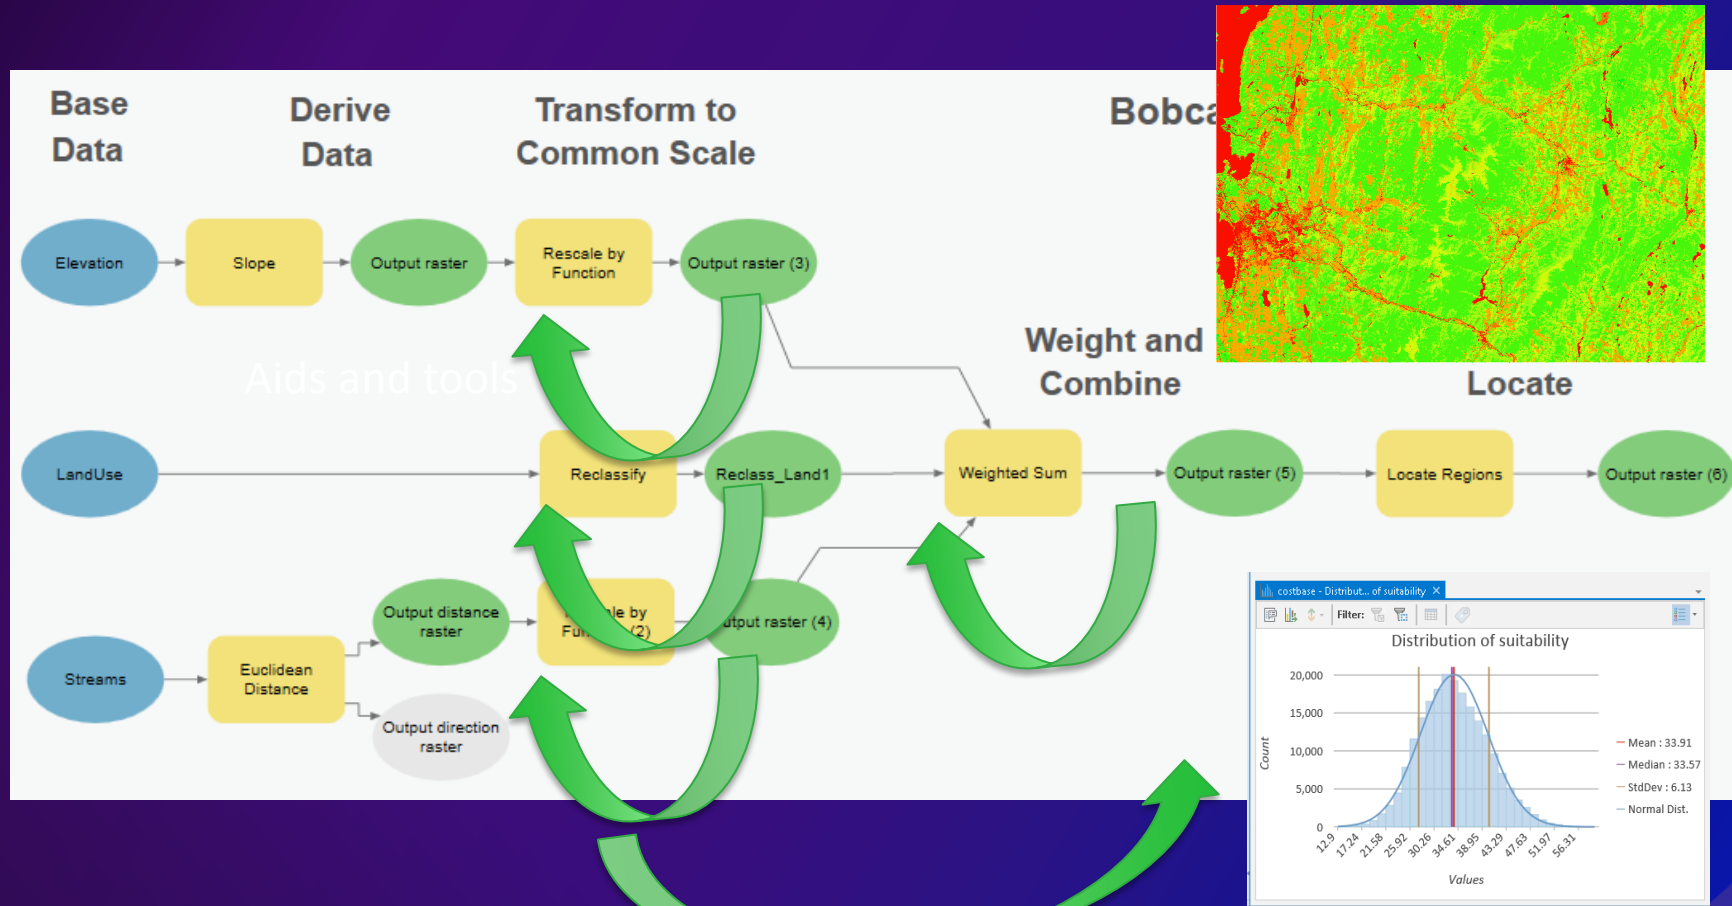 Base
Data
Derive
Data
Transform to
Common Scale
Elevation
Slope
Output raster
Rescale by
Function
Output raster (3)
Aids and tools
Weight and
Combine
Locate
LandUse
Reclassify
Reclass_Land1
Weighted Sum
Output raster (5)
Locate Regions
Output raster (6)
Streams
Euclidean
Distance
Output distance
raster
Output direction
raster
by
(2)
raster (4)
costbase - Distribut... of suitability
Filter:
Distribution of suitability
Count
20,000
15,000
10,000
5,000
0
12.9
17.24
21.58
25.92
30.26
34.61
38.95
43.29
47.63
51.97
56.31
Values
Mean : 33.91
Median : 33.57
StdDev : 6.13
Normal Dist.